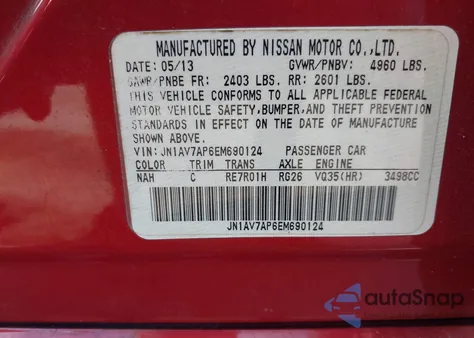 MANUFACTURED BY NISSAN MOTOR CO.,LTD.
DATE: 05/13 GVWR/PNBV: 4960 LBS.
GAWR/PNBE FR: 2403 LBS. RR: 2601 LBS.
THIS VEHICLE CONFORMS TO ALL APPLICABLE FEDERAL
MOTOR VEHICLE SAFETY,BUMPER,AND THEFT PREVENTION
STANDARDS IN EFFECT ON THE DATE OF MANUFACTURE
SHOWN ABOVE.
VIN: JN1AV7AP6EM690124 PASSENGER CAR
COLOR TRIM TRANS AXLE ENGINE
NAH C RE7R01H RG26 VQ35(HR) 3498CC
JN1AV7AP6EM690124
autoSnap